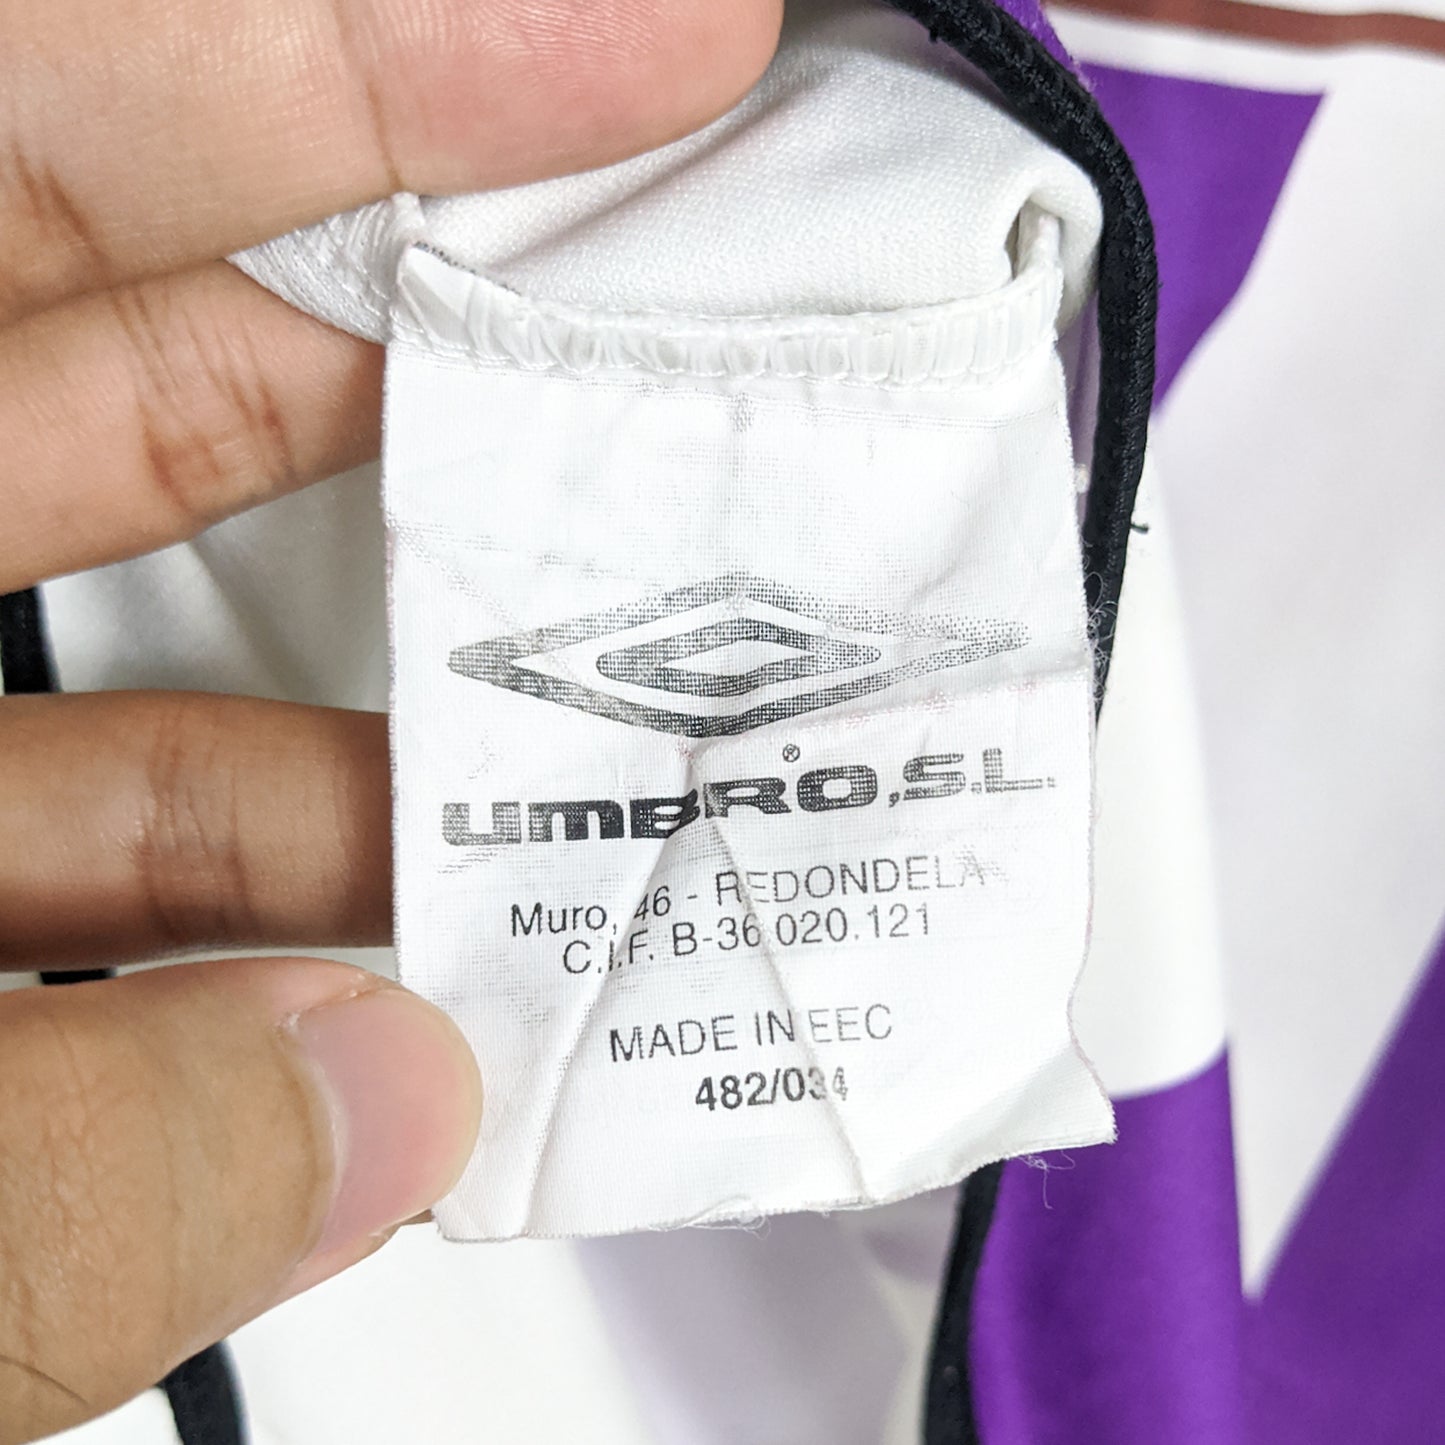 umbro®,S.L.
Muro, 46 - REDONDELA
C.I.F. B-36.020.121
MADE IN EEC
482/034